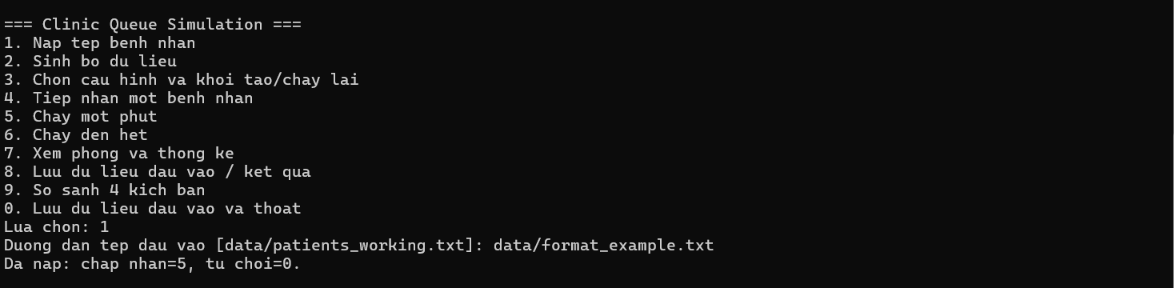 === Clinic Queue Simulation ===
1. Nap tep benh nhan
2. Sinh bo du lieu
3. Chon cau hinh va khoi tao/chay lai
4. Tiep nhan mot benh nhan
5. Chay mot phut
6. Chay den het
7. Xem phong va thong ke
8. Luu du lieu dau vao / ket qua
9. So sanh 4 kich ban
0. Luu du lieu dau vao va thoat
Lua chon: 1
Duong dan tep dau vao [data/patients_working.txt]: data/format_example.txt
Da nap: chap nhan=5, tu choi=0.